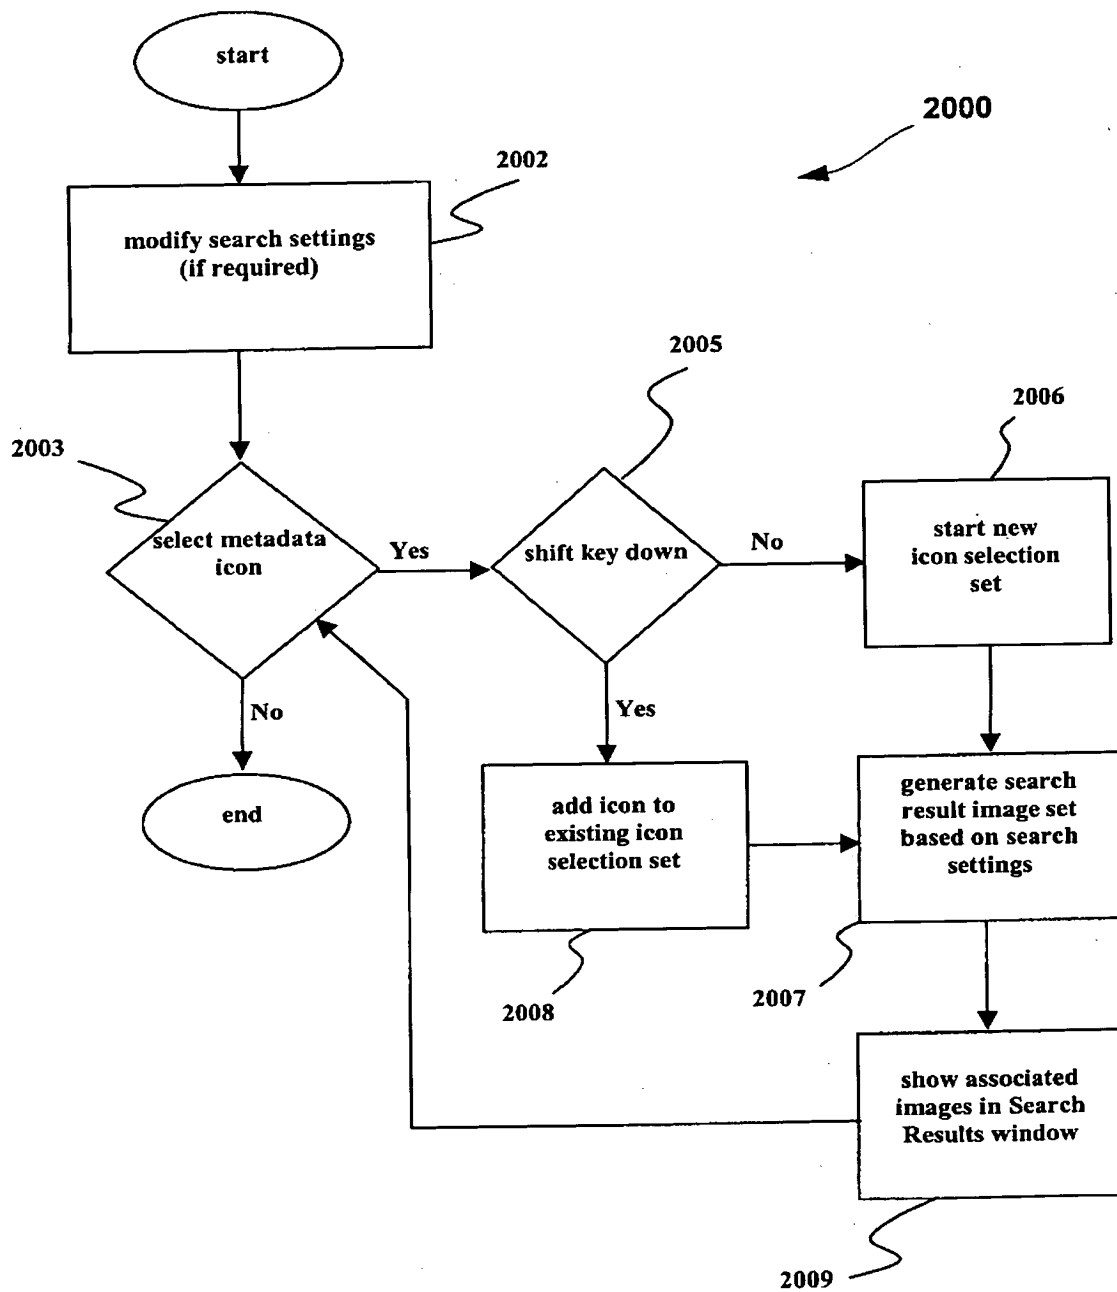 start
2000
2002
modify search settings
(if required)
2005
2006
2003
select metadata
icon
Yes
shift key down
No
start new
icon selection
set
No
Yes
end
add icon to
existing icon
selection set
generate search
result image set
based on search
settings
2008
2007
show associated
images in Search
Results window
2009